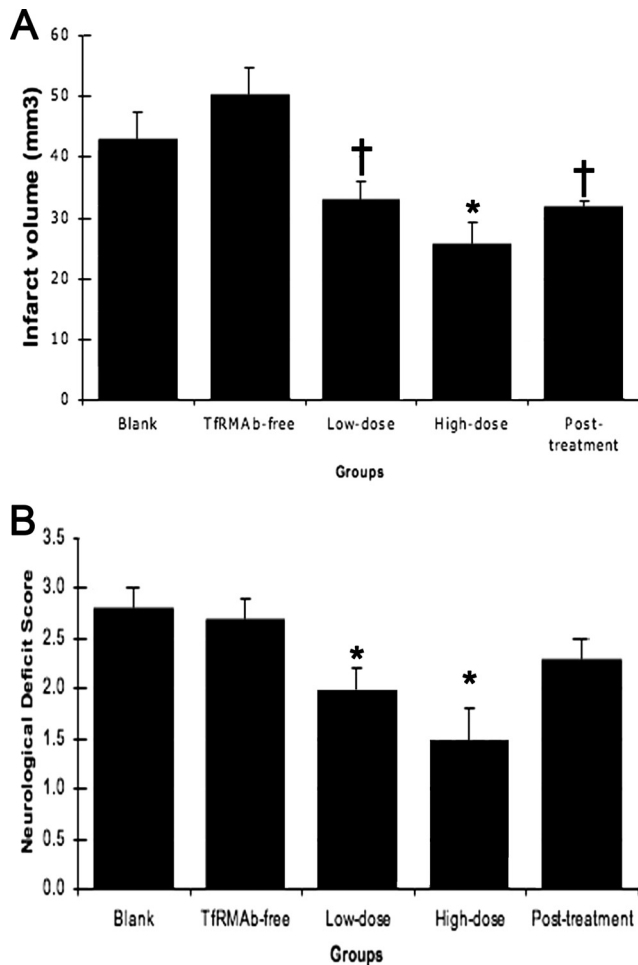 A
Infarct volume (mm3)
60
50
40
30
20
10
0
†
*
†
Blank
TfRMAb-free
Low-dose
High-dose
Post-
treatment
Groups
B
Neurological Deficit Score
3.5
3.0
2.5
2.0
1.5
1.0
0.5
0.0
*
*
Blank
TfRMAb-free
Low-dose
High-dose
Post-treatment
Groups